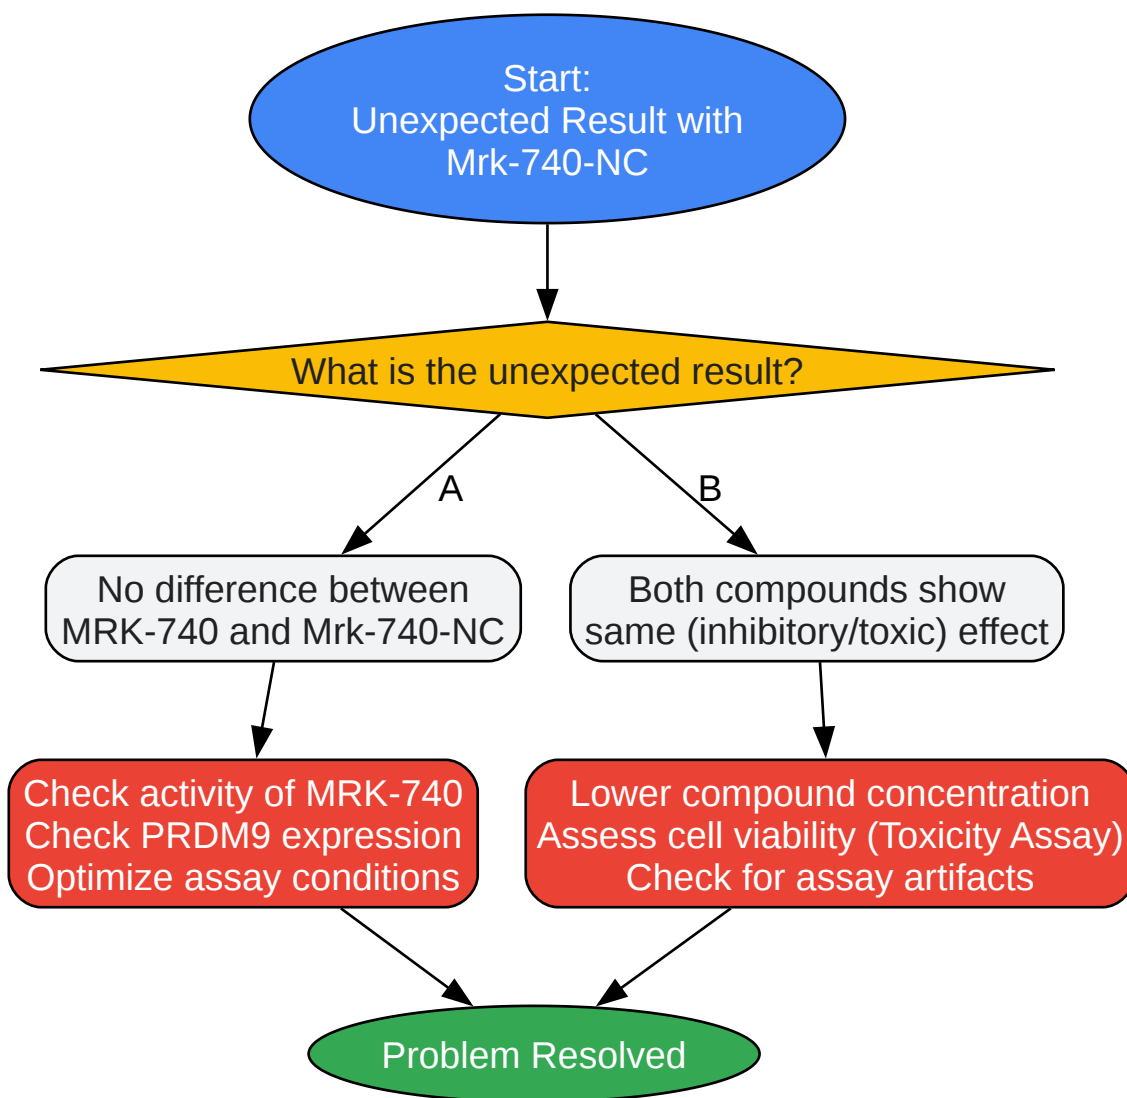 Start:
Unexpected Result with
Mrk-740-NC
What is the unexpected result?
A
B
No difference between
MRK-740 and Mrk-740-NC
Both compounds show
same (inhibitory/toxic) effect
Check activity of MRK-740
Check PRDM9 expression
Optimize assay conditions
Lower compound concentration
Assess cell viability (Toxicity Assay)
Check for assay artifacts
Problem Resolved